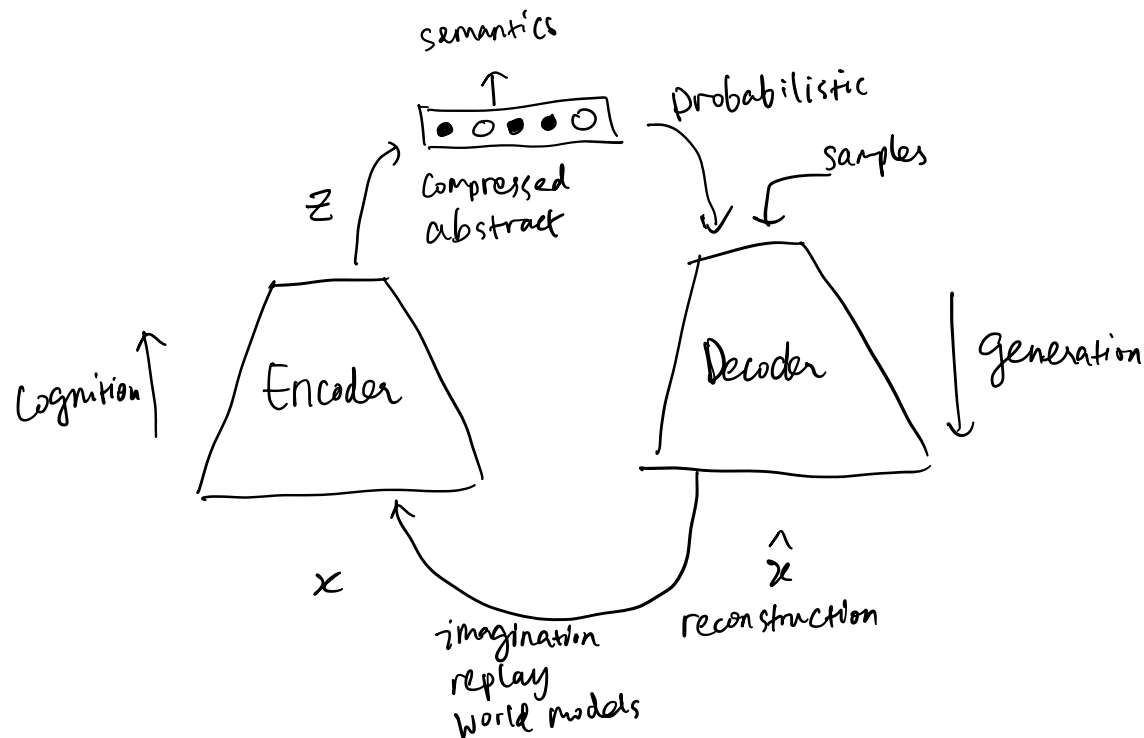 semantics
Probabilistic
samples
z
compressed
abstract
Cognition
Encoder
Decoder
Generation
x
x̂
reconstruction
imagination
replay
world models